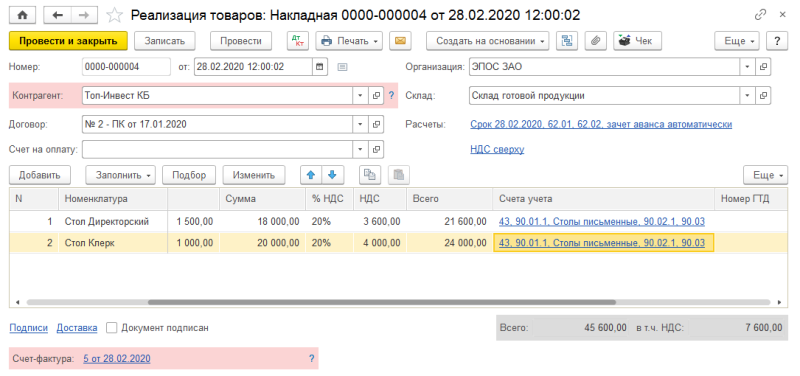 Реализация товаров: Накладная 0000-000004 от 28.02.2020 12:00:02
Провести и закрыть Записать Провести Дт Кт Печать Создать на основании Чек Еще ?
Номер: 0000-000004 от: 28.02.2020 12:00:02 Организация: ЭПОС ЗАО
Контрагент: Топ-Инвест КБ ? Склад: Склад готовой продукции
Договор: № 2 - ПК от 17.01.2020 Расчеты: Срок 28.02.2020, 62.01, 62.02, зачет аванса автоматически
Счет на оплату: НДС сверху
Добавить Заполнить Подбор Изменить Еще
N Номенклатура Сумма % НДС НДС Всего Счета учета Номер ГТД
1 Стол Директорский 1 500,00 18 000,00 20% 3 600,00 21 600,00 43, 90.01.1, Столы письменные, 90.02.1, 90.03
2 Стол Клерк 1 000,00 20 000,00 20% 4 000,00 24 000,00 43, 90.01.1, Столы письменные, 90.02.1, 90.03
Подписи Доставка Документ подписан Всего: 45 600,00 в т.ч. НДС: 7 600,00
Счет-фактура: 5 от 28.02.2020 ?